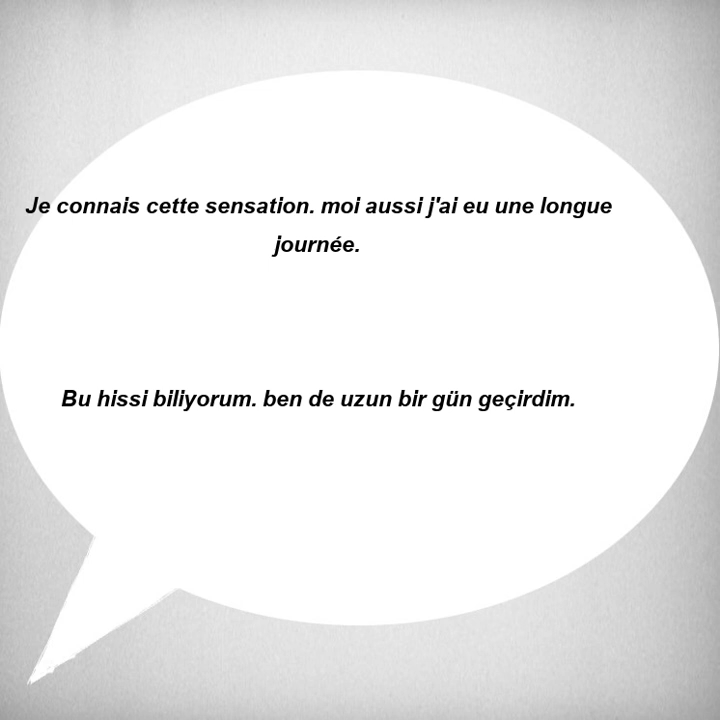 Je connais cette sensation. moi aussi j'ai eu une longue
journée.
Bu hissi biliyorum. ben de uzun bir gün geçirdim.